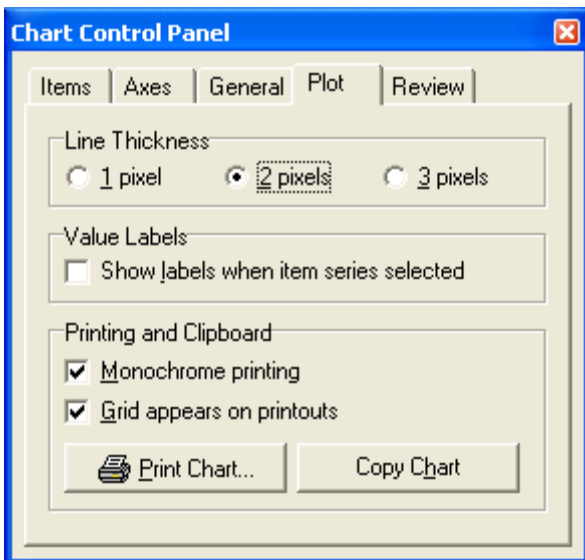 Chart Control Panel
Items Axes General Plot Review
Line Thickness
1 pixel 2 pixels 3 pixels
Value Labels
Show labels when item series selected
Printing and Clipboard
Monochrome printing
Grid appears on printouts
Print Chart... Copy Chart